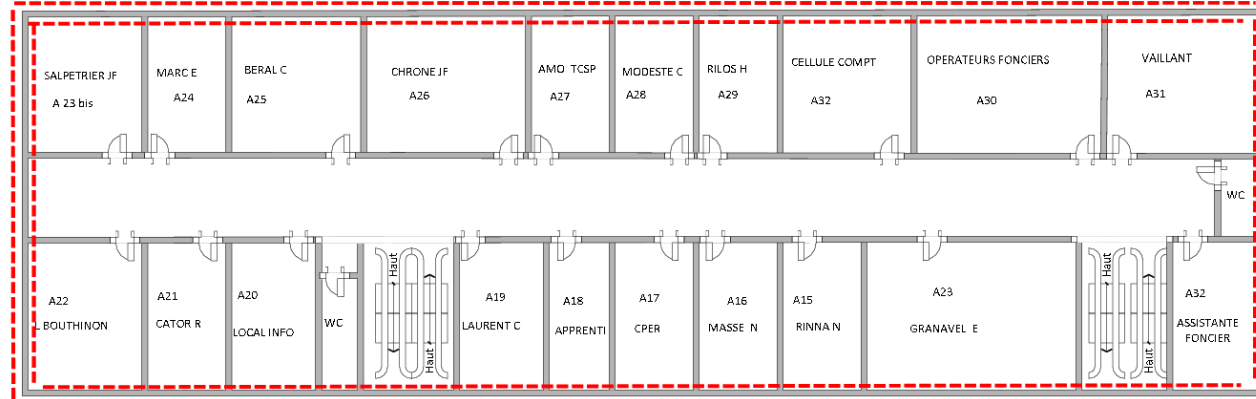 SALPETRIER JF
A 23 bis
MARC E
A24
BERAL C
A25
CHRONE JF
A26
AMO TCSP
A27
MODESTE C
A28
RILOS H
A29
CELLULE COMPT
A32
OPERATEURS FONCIERS
A30
VAILLANT
A31
WC
A22
L BOUTHINON
A21
CATOR R
A20
LOCAL INFO
WC
Haut
Haut
A19
LAURENT C
A18
APPRENTI
A17
CPER
A16
MASSE N
A15
RINNA N
A23
GRANAVEL E
Haut
Haut
A32
ASSISTANTE
FONCIER